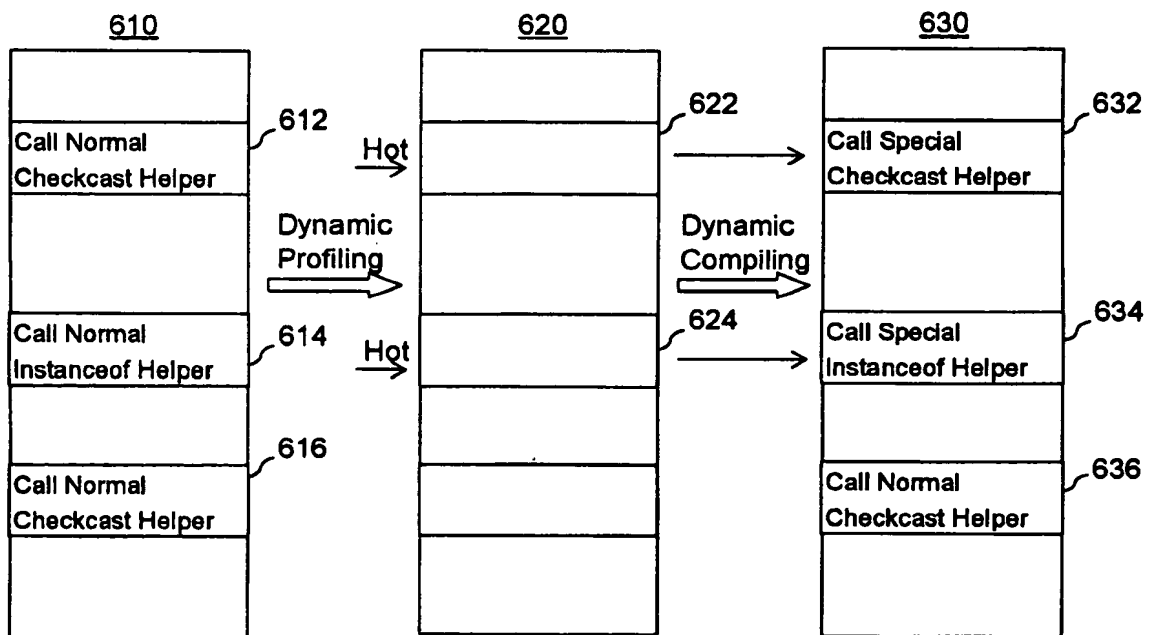 610
620
630
612
622
632
Call Normal
Checkcast Helper
Hot
Call Special
Checkcast Helper
Dynamic
Profiling
Dynamic
Compiling
614
624
634
Call Normal
Instanceof Helper
Hot
Call Special
Instanceof Helper
616
636
Call Normal
Checkcast Helper
Call Normal
Checkcast Helper